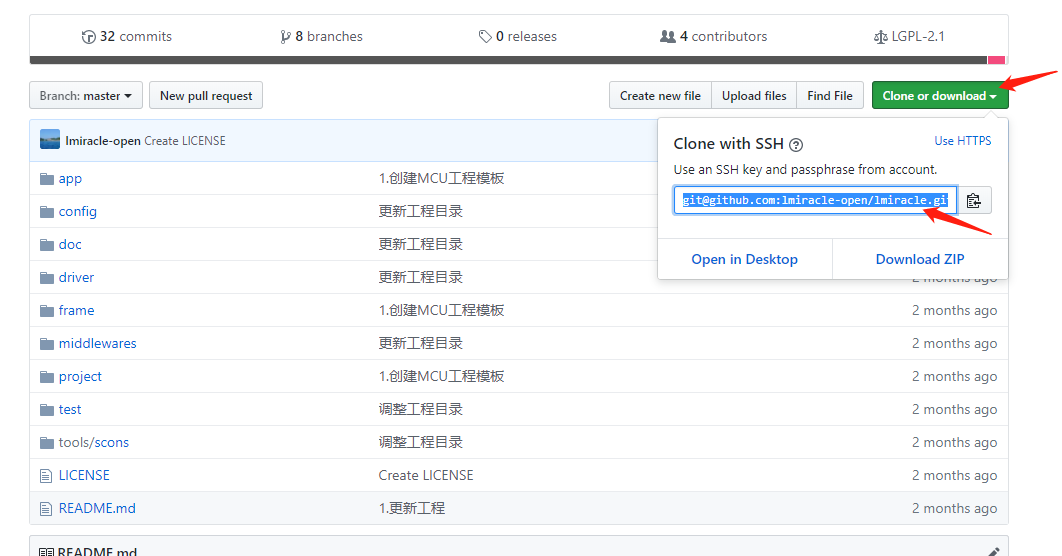 32 commits 8 branches 0 releases 4 contributors LGPL-2.1
Branch: master New pull request Create new file Upload files Find File Clone or download
lmiracle-open Create LICENSE
Clone with SSH Use HTTPS
Use an SSH key and passphrase from account.
git@github.com:lmiracle-open/lmiracle.git
Open in Desktop Download ZIP
app 1.创建MCU工程模板
config 更新工程目录
doc 更新工程目录
driver 更新工程目录 2 months ago
frame 1.创建MCU工程模板 2 months ago
middlewares 更新工程目录 2 months ago
project 1.创建MCU工程模板 2 months ago
test 调整工程目录 2 months ago
tools/scons 调整工程目录 2 months ago
LICENSE Create LICENSE 2 months ago
README.md 1.更新工程 2 months ago
README.md